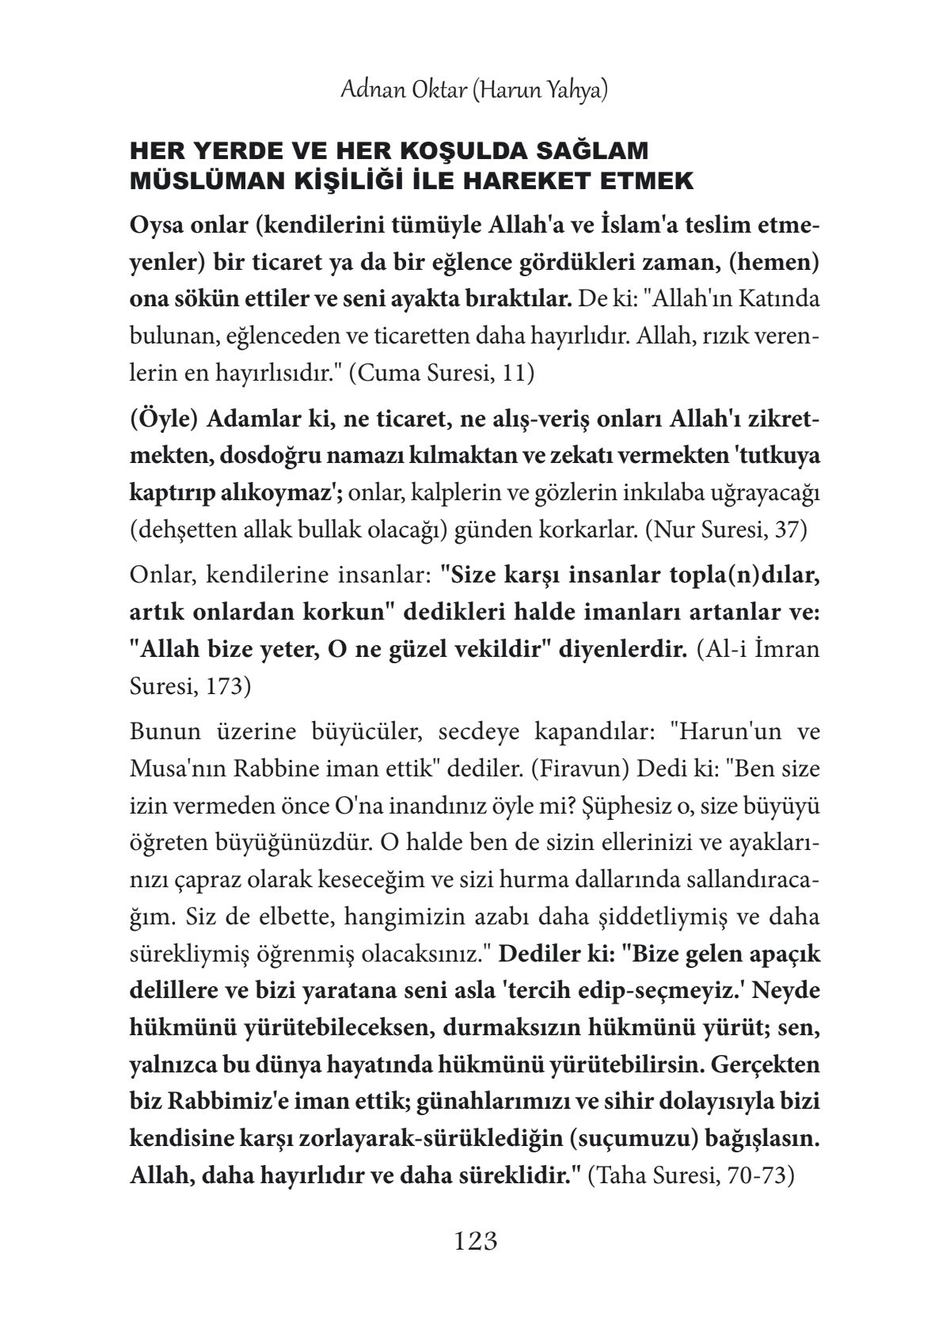 Adnan Oktar (Harun Yahya)
HER YERDE VE HER KOŞULDA SAĞLAM
MÜSLÜMAN KİŞİLİĞİ İLE HAREKET ETMEK
Oysa onlar (kendilerini tümüyle Allah'a ve İslam'a teslim etme-
yenler) bir ticaret ya da bir eğlence gördükleri zaman, (hemen)
ona sökün ettiler ve seni ayakta bıraktılar. De ki: "Allah'ın Katında
bulunan, eğlenceden ve ticaretten daha hayırlıdır. Allah, rızık veren-
lerin en hayırlısıdır." (Cuma Suresi, 11)
(Öyle) Adamlar ki, ne ticaret, ne alış-veriş onları Allah'ı zikret-
mekten, dosdoğru namazı kılmaktan ve zekatı vermekten 'tutkuya
kaptırıp alıkoymaz'; onlar, kalplerin ve gözlerin inkılaba uğrayacağı
(dehşetten allak bullak olacağı) günden korkarlar. (Nur Suresi, 37)
Onlar, kendilerine insanlar: "Size karşı insanlar topla(n)dılar,
artık onlardan korkun" dedikleri halde imanları artanlar ve:
"Allah bize yeter, O ne güzel vekildir" diyenlerdir. (Al-i İmran
Suresi, 173)
Bunun üzerine büyücüler, secdeye kapandılar: "Harun'un ve
Musa'nın Rabbine iman ettik" dediler. (Firavun) Dedi ki: "Ben size
izin vermeden önce O'na inandınız öyle mi? Şüphesiz o, size büyüyü
öğreten büyüğünüzdür. O halde ben de sizin ellerinizi ve ayakları-
nızı çapraz olarak keseceğim ve sizi hurma dallarında sallandıraca-
ğım. Siz de elbette, hangimizin azabı daha şiddetliymiş ve daha
sürekliymiş öğrenmiş olacaksınız." Dediler ki: "Bize gelen apaçık
delillere ve bizi yaratana seni asla 'tercih edip-seçmeyiz.' Neyde
hükmünü yürütebileceksen, durmaksızın hükmünü yürüt; sen,
yalnızca bu dünya hayatında hükmünü yürütebilirsin. Gerçekten
biz Rabbimiz'e iman ettik; günahlarımızı ve sihir dolayısıyla bizi
kendisine karşı zorlayarak-sürüklediğin (suçumuzu) bağışlasın.
Allah, daha hayırlıdır ve daha süreklidir." (Taha Suresi, 70-73)
123